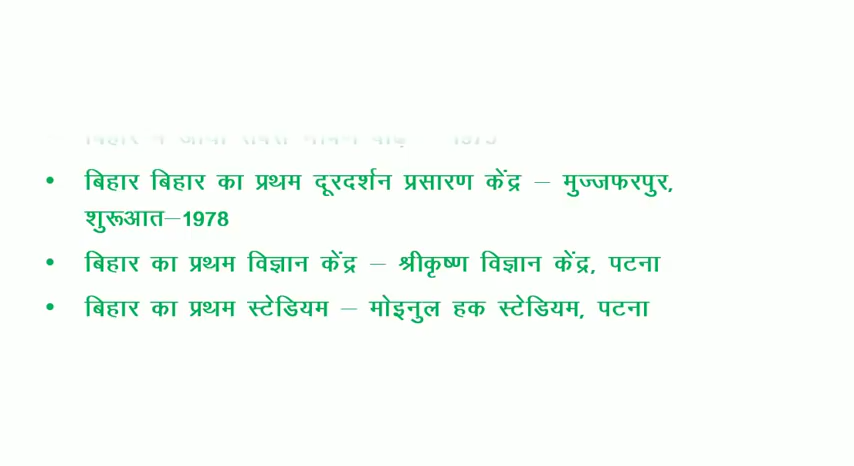 • बिहार बिहार का प्रथम दूरदर्शन प्रसारण केंद्र – मुज्जफरपुर,
शुरूआत–1978
• बिहार का प्रथम विज्ञान केंद्र – श्रीकृष्ण विज्ञान केंद्र, पटना
• बिहार का प्रथम स्टेडियम – मोइनुल हक स्टेडियम, पटना